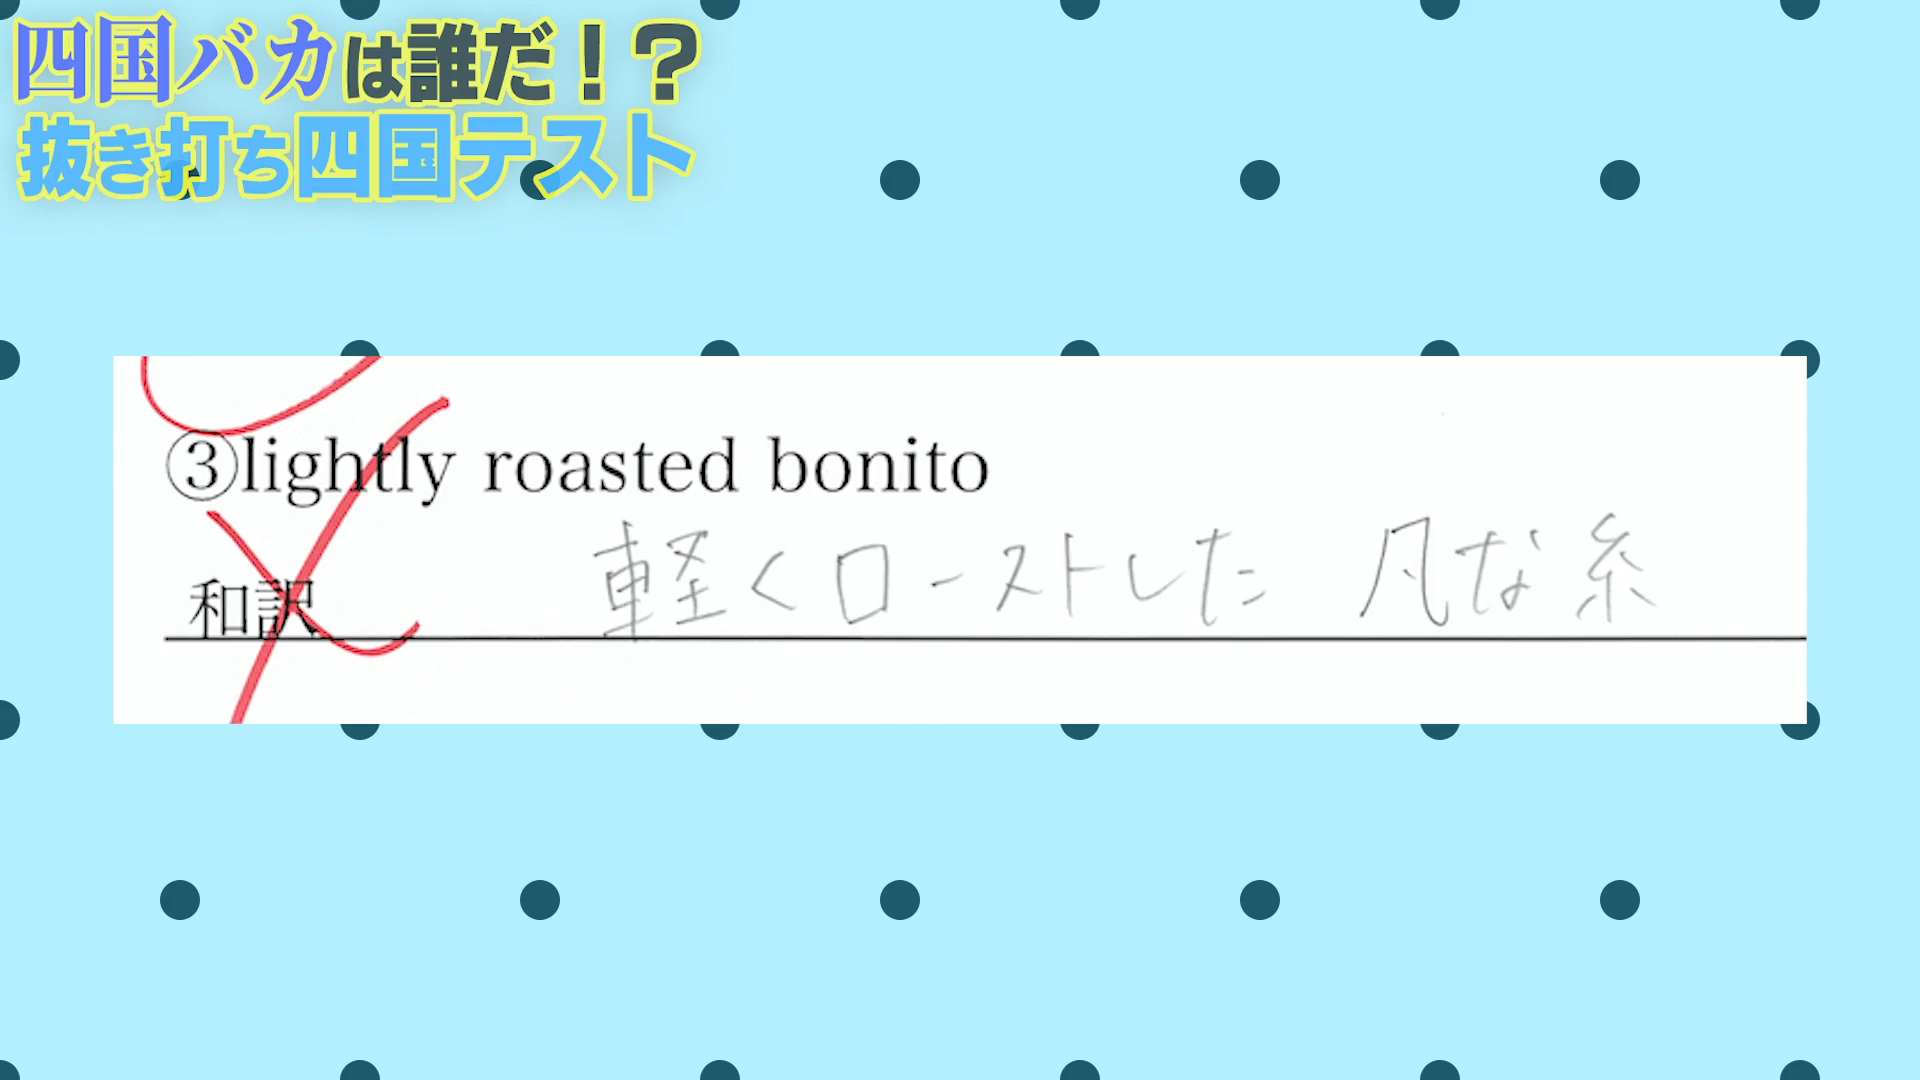 四国バカは誰だ！？
抜き打ち四国テスト
③lightly roasted bonito
和訳 軽くローストした 凡な糸